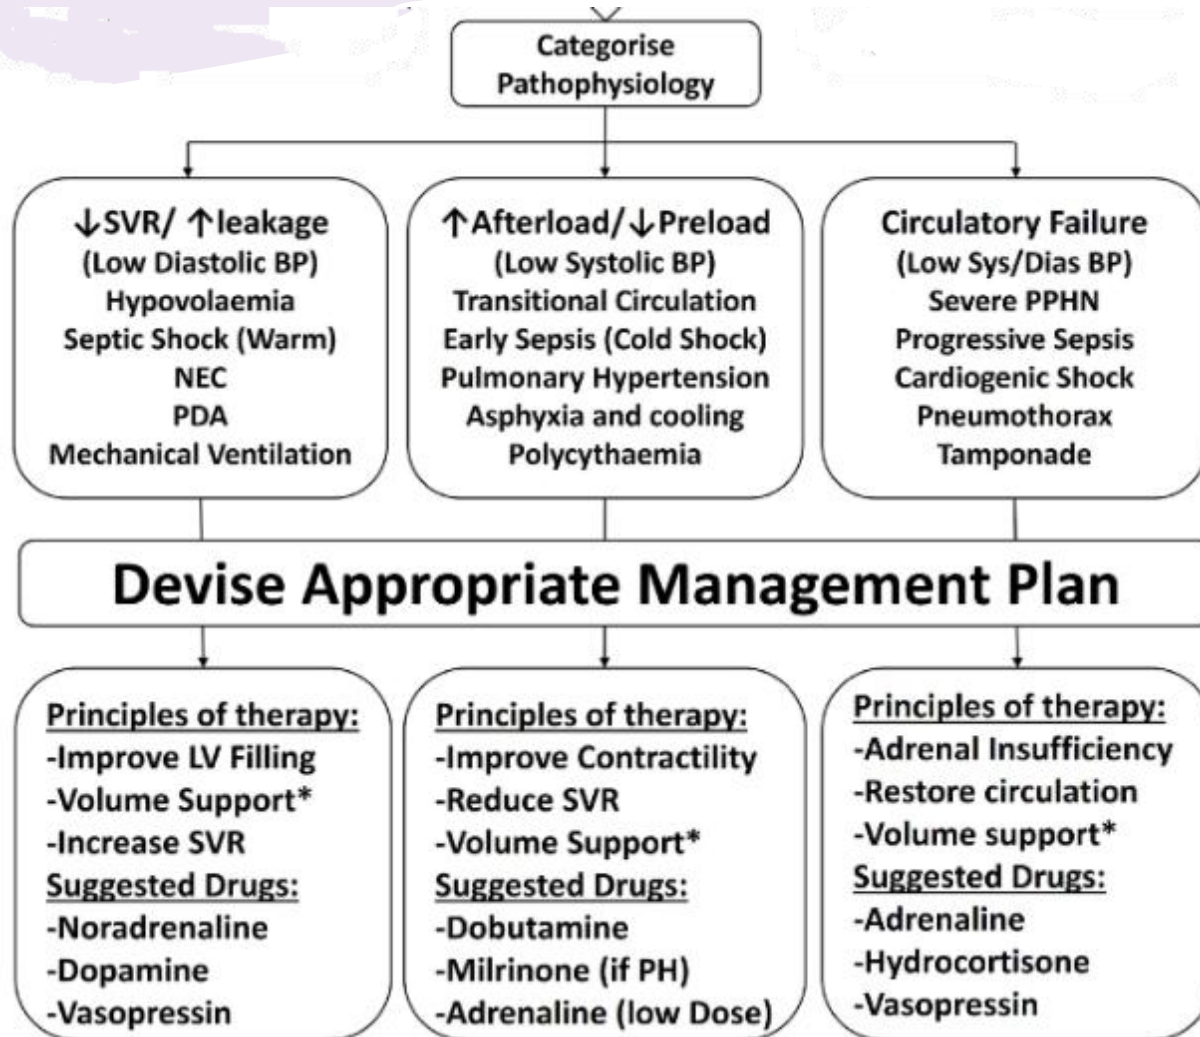 Categorise
Pathophysiology
↓SVR/ ↑leakage
(Low Diastolic BP)
Hypovolaemia
Septic Shock (Warm)
NEC
PDA
Mechanical Ventilation
↑Afterload/↓Preload
(Low Systolic BP)
Transitional Circulation
Early Sepsis (Cold Shock)
Pulmonary Hypertension
Asphyxia and cooling
Polycythaemia
Circulatory Failure
(Low Sys/Dias BP)
Severe PPHN
Progressive Sepsis
Cardiogenic Shock
Pneumothorax
Tamponade
Devise Appropriate Management Plan
Principles of therapy:
-Improve LV Filling
-Volume Support*
-Increase SVR
Suggested Drugs:
-Noradrenaline
-Dopamine
-Vasopressin
Principles of therapy:
-Improve Contractility
-Reduce SVR
-Volume Support*
Suggested Drugs:
-Dobutamine
-Milrinone (if PH)
-Adrenaline (low Dose)
Principles of therapy:
-Adrenal Insufficiency
-Restore circulation
-Volume support*
Suggested Drugs:
-Adrenaline
-Hydrocortisone
-Vasopressin